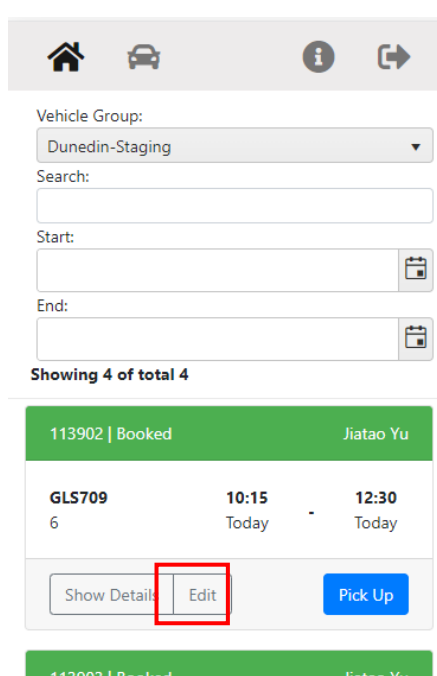 Vehicle Group:
Dunedin-Staging
Search:
Start:
End:
Showing 4 of total 4
113902 | Booked Jiatao Yu
GLS709 10:15 - 12:30
6 Today Today
Show Details Edit Pick Up
| Booked